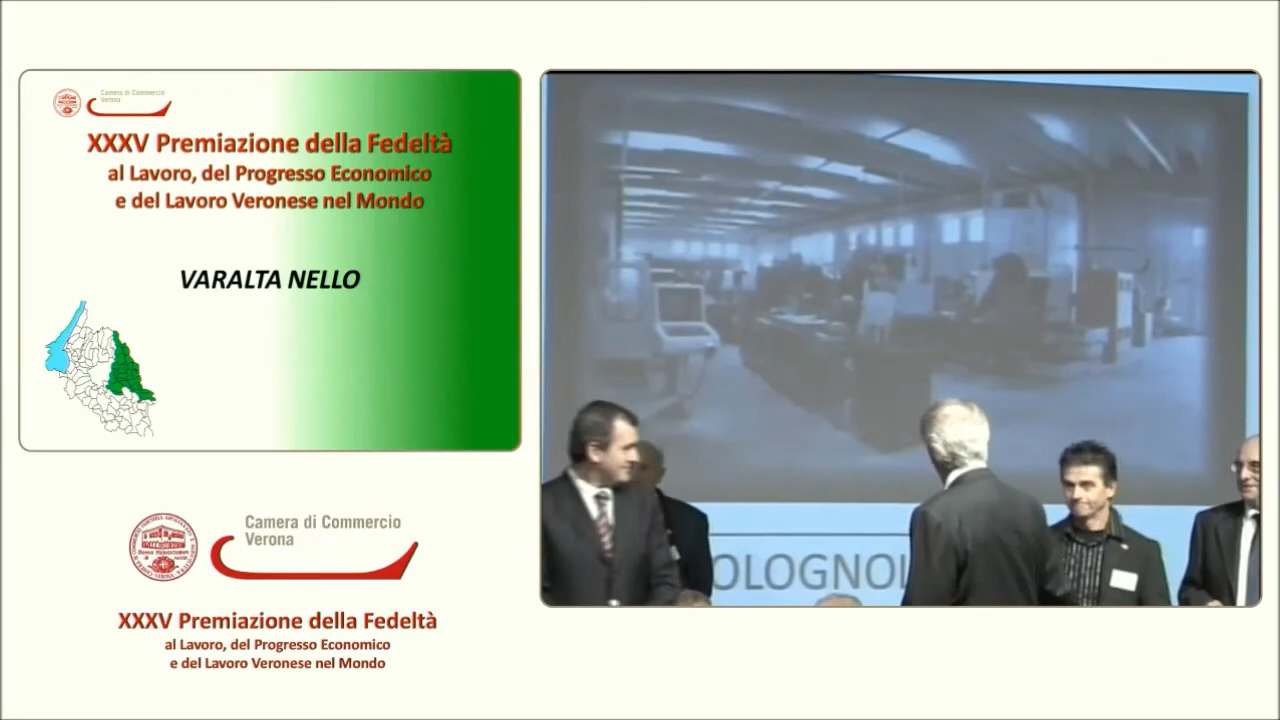 Camera di Commercio
Verona
XXXV Premiazione della Fedeltà
al Lavoro, del Progresso Economico
e del Lavoro Veronese nel Mondo
VARALTA NELLO
Camera di Commercio
Verona
XXXV Premiazione della Fedeltà
al Lavoro, del Progresso Economico
e del Lavoro Veronese nel Mondo
OLOGNO